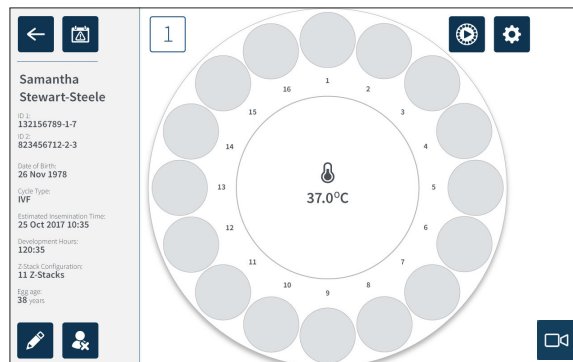 Samantha
Stewart-Steele
ID 1:
132156789-1-7
ID 2:
823456712-2-3
Date of Birth:
26 Nov 1978
Cycle Type:
IVF
Estimated Insemination Time:
25 Oct 2017 10:35
Development Hours:
120:35
Z-Stack Configuration:
11 Z-Stacks
Egg age:
38 years
1
1
2
3
4
5
6
7
8
9
10
11
12
13
14
15
16
37.0°C